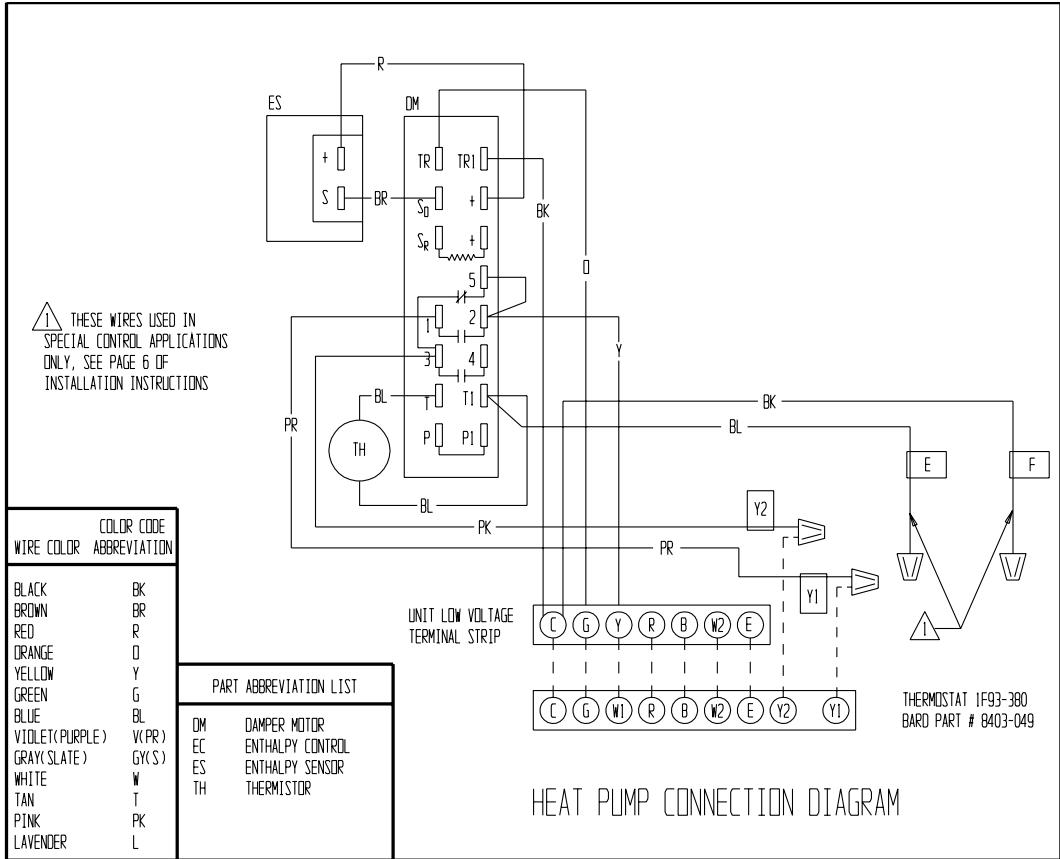 R
ES
DM
+
TR TR1
S
BR
SO
+
BK
SR
+
O
5
1 THESE WIRES USED IN
SPECIAL CONTROL APPLICATIONS
ONLY, SEE PAGE 6 OF
INSTALLATION INSTRUCTIONS
1 2
3 4
Y
BL
T T1
PR
TH
P P1
BK
BL
E
F
BL
PK
Y2
PR
Y1
COLOR CODE
WIRE COLOR ABBREVIATION
BLACK BK
BROWN BR
RED R
ORANGE O
YELLOW Y
GREEN G
BLUE BL
VIOLET(PURPLE) V(PR)
GRAY(SLATE) GY(S)
WHITE W
TAN T
PINK PK
LAVENDER L
PART ABBREVIATION LIST
DM DAMPER MOTOR
EC ENTHALPY CONTROL
ES ENTHALPY SENSOR
TH THERMISTOR
UNIT LOW VOLTAGE
TERMINAL STRIP
C G Y R B W2 E
1
C G W1 R B W2 E Y2 Y1
THERMOSTAT 1F93-380
BARD PART # 8403-049
HEAT PUMP CONNECTION DIAGRAM